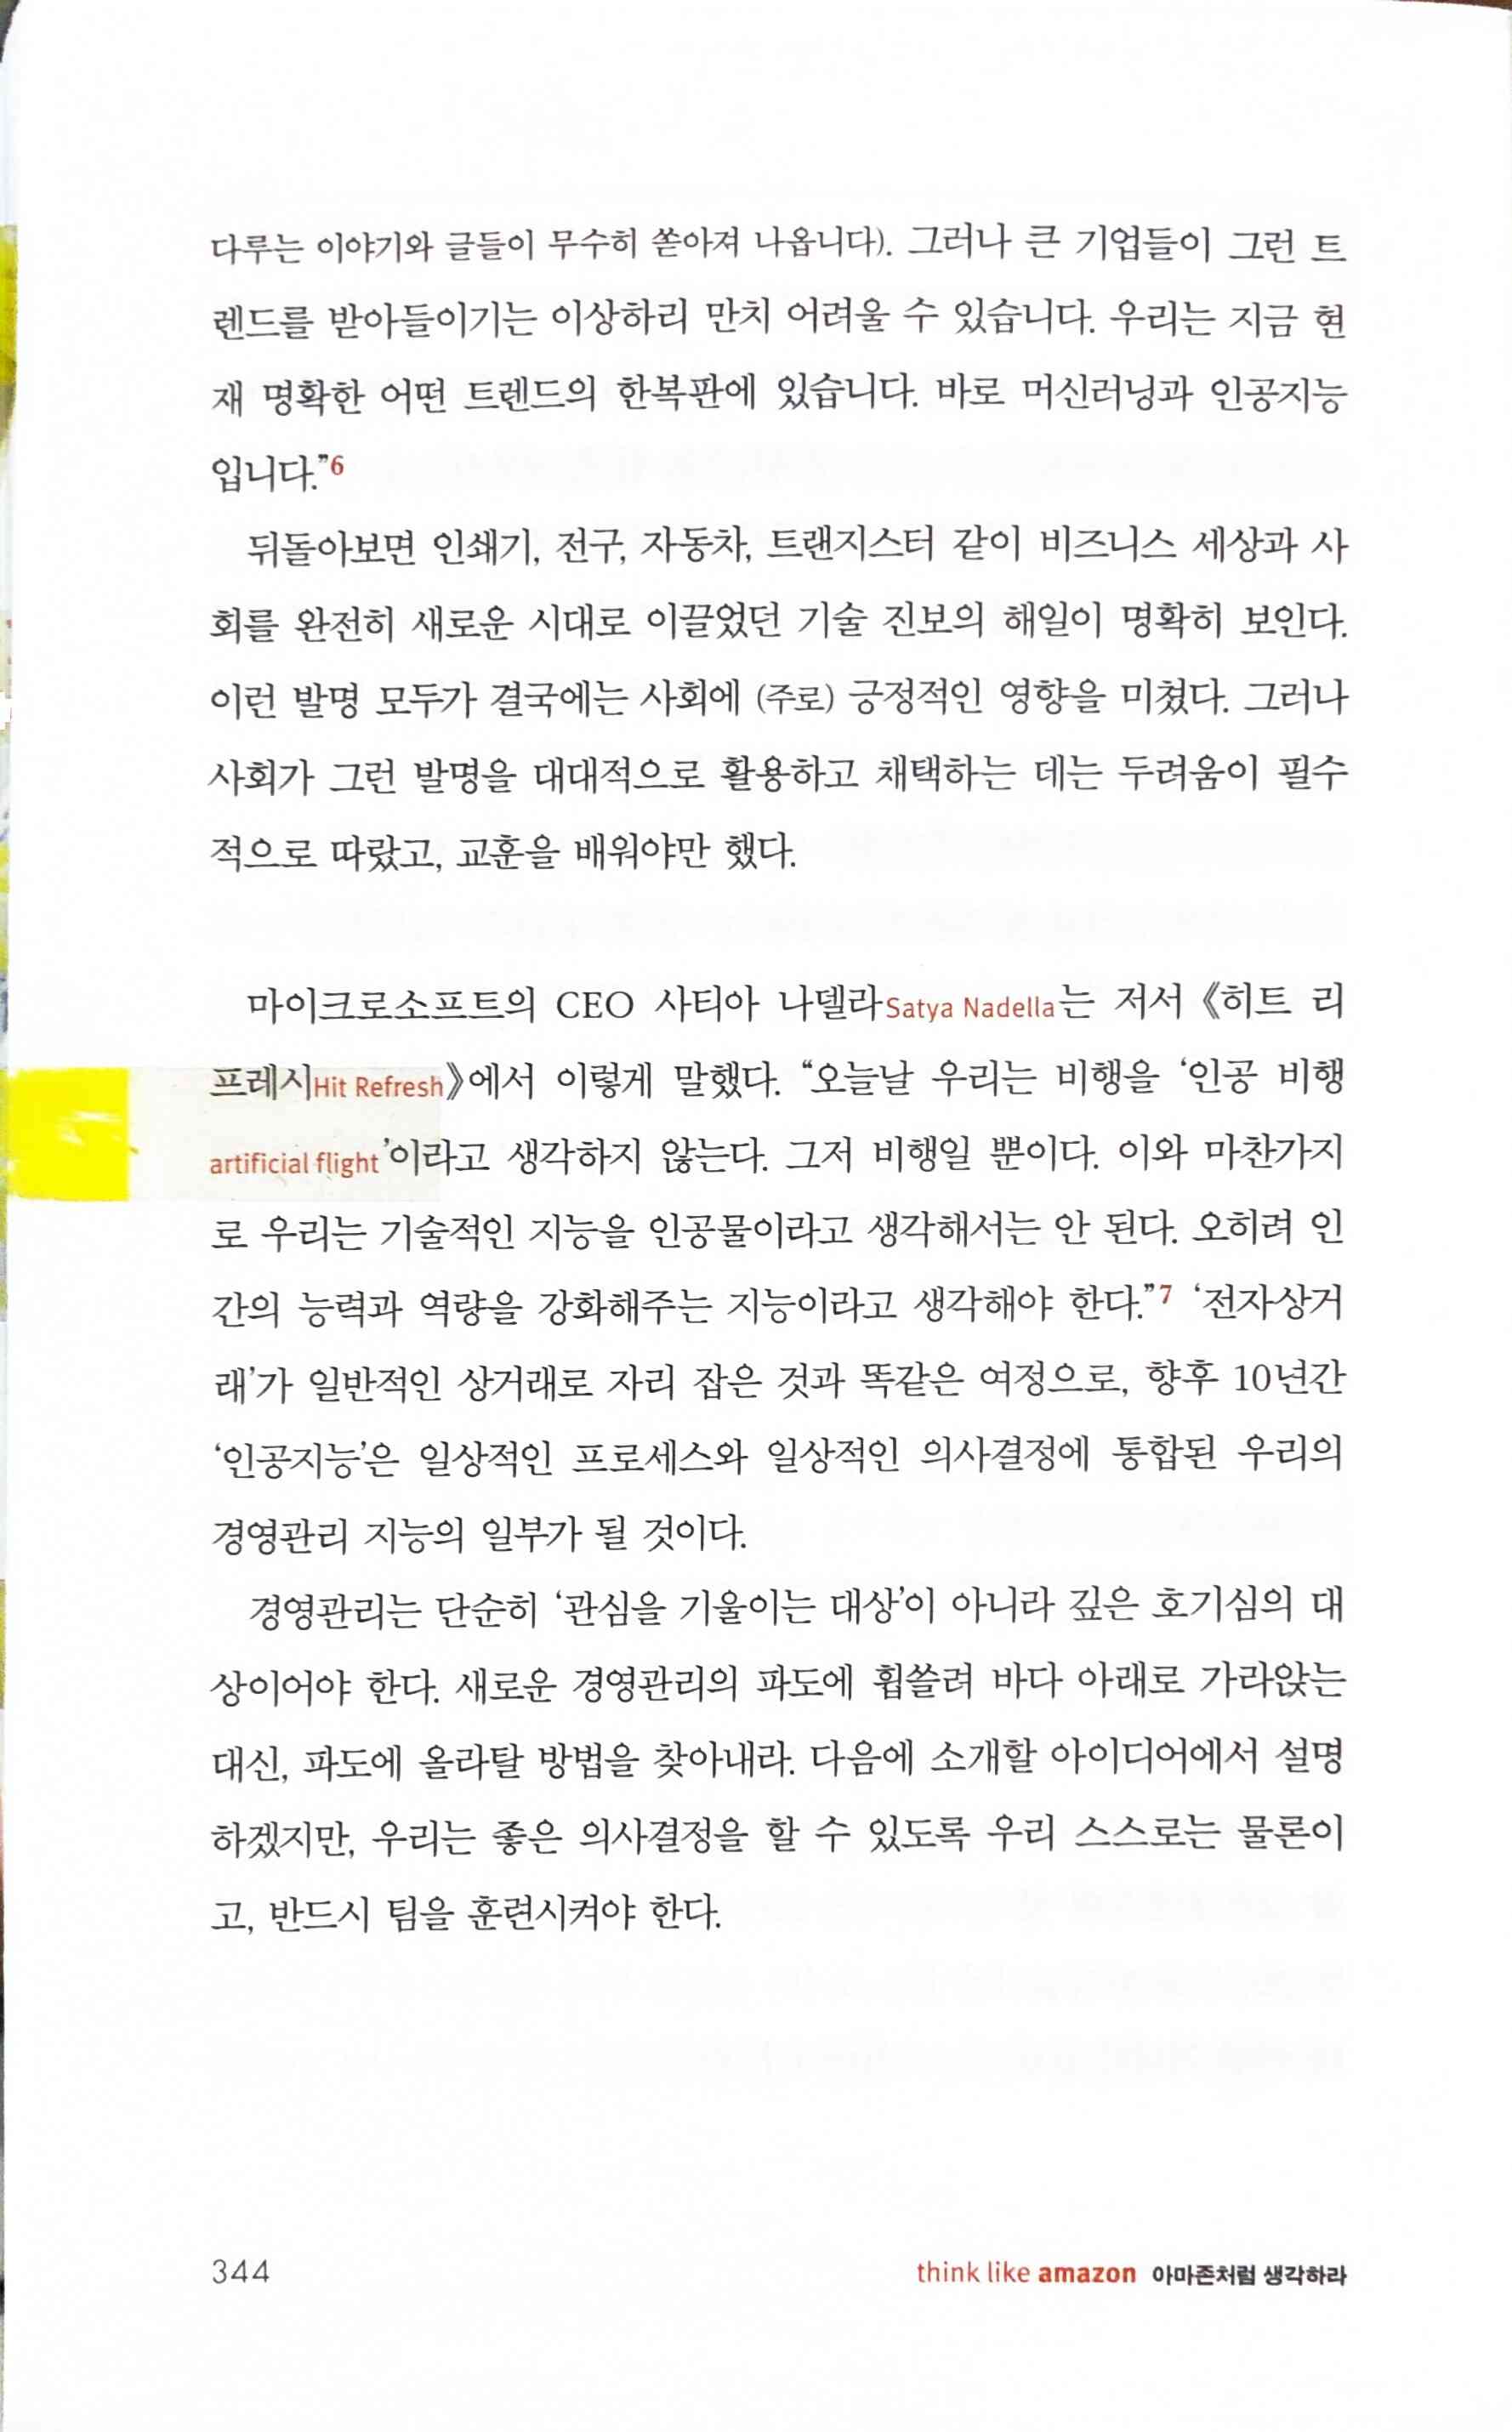 다루는 이야기와 글들이 무수히 쏟아져 나옵니다). 그러나 큰 기업들이 그런 트
렌드를 받아들이기는 이상하리 만치 어려울 수 있습니다. 우리는 지금 현
재 명확한 어떤 트렌드의 한복판에 있습니다. 바로 머신러닝과 인공지능
입니다.”6
뒤돌아보면 인쇄기, 전구, 자동차, 트랜지스터 같이 비즈니스 세상과 사
회를 완전히 새로운 시대로 이끌었던 기술 진보의 해일이 명확히 보인다.
이런 발명 모두가 결국에는 사회에 (주로) 긍정적인 영향을 미쳤다. 그러나
사회가 그런 발명을 대대적으로 활용하고 채택하는 데는 두려움이 필수
적으로 따랐고, 교훈을 배워야만 했다.
마이크로소프트의 CEO 사티아 나델라Satya Nadella는 저서 《히트 리
프레시Hit Refresh》에서 이렇게 말했다. “오늘날 우리는 비행을 ‘인공 비행
artificial flight’이라고 생각하지 않는다. 그저 비행일 뿐이다. 이와 마찬가지
로 우리는 기술적인 지능을 인공물이라고 생각해서는 안 된다. 오히려 인
간의 능력과 역량을 강화해주는 지능이라고 생각해야 한다.”7 ‘전자상거
래’가 일반적인 상거래로 자리 잡은 것과 똑같은 여정으로, 향후 10년간
‘인공지능’은 일상적인 프로세스와 일상적인 의사결정에 통합된 우리의
경영관리 지능의 일부가 될 것이다.
경영관리는 단순히 ‘관심을 기울이는 대상’이 아니라 깊은 호기심의 대
상이어야 한다. 새로운 경영관리의 파도에 휩쓸려 바다 아래로 가라앉는
대신, 파도에 올라탈 방법을 찾아내라. 다음에 소개할 아이디어에서 설명
하겠지만, 우리는 좋은 의사결정을 할 수 있도록 우리 스스로는 물론이
고, 반드시 팀을 훈련시켜야 한다.
344
think like amazon 아마존처럼 생각하라